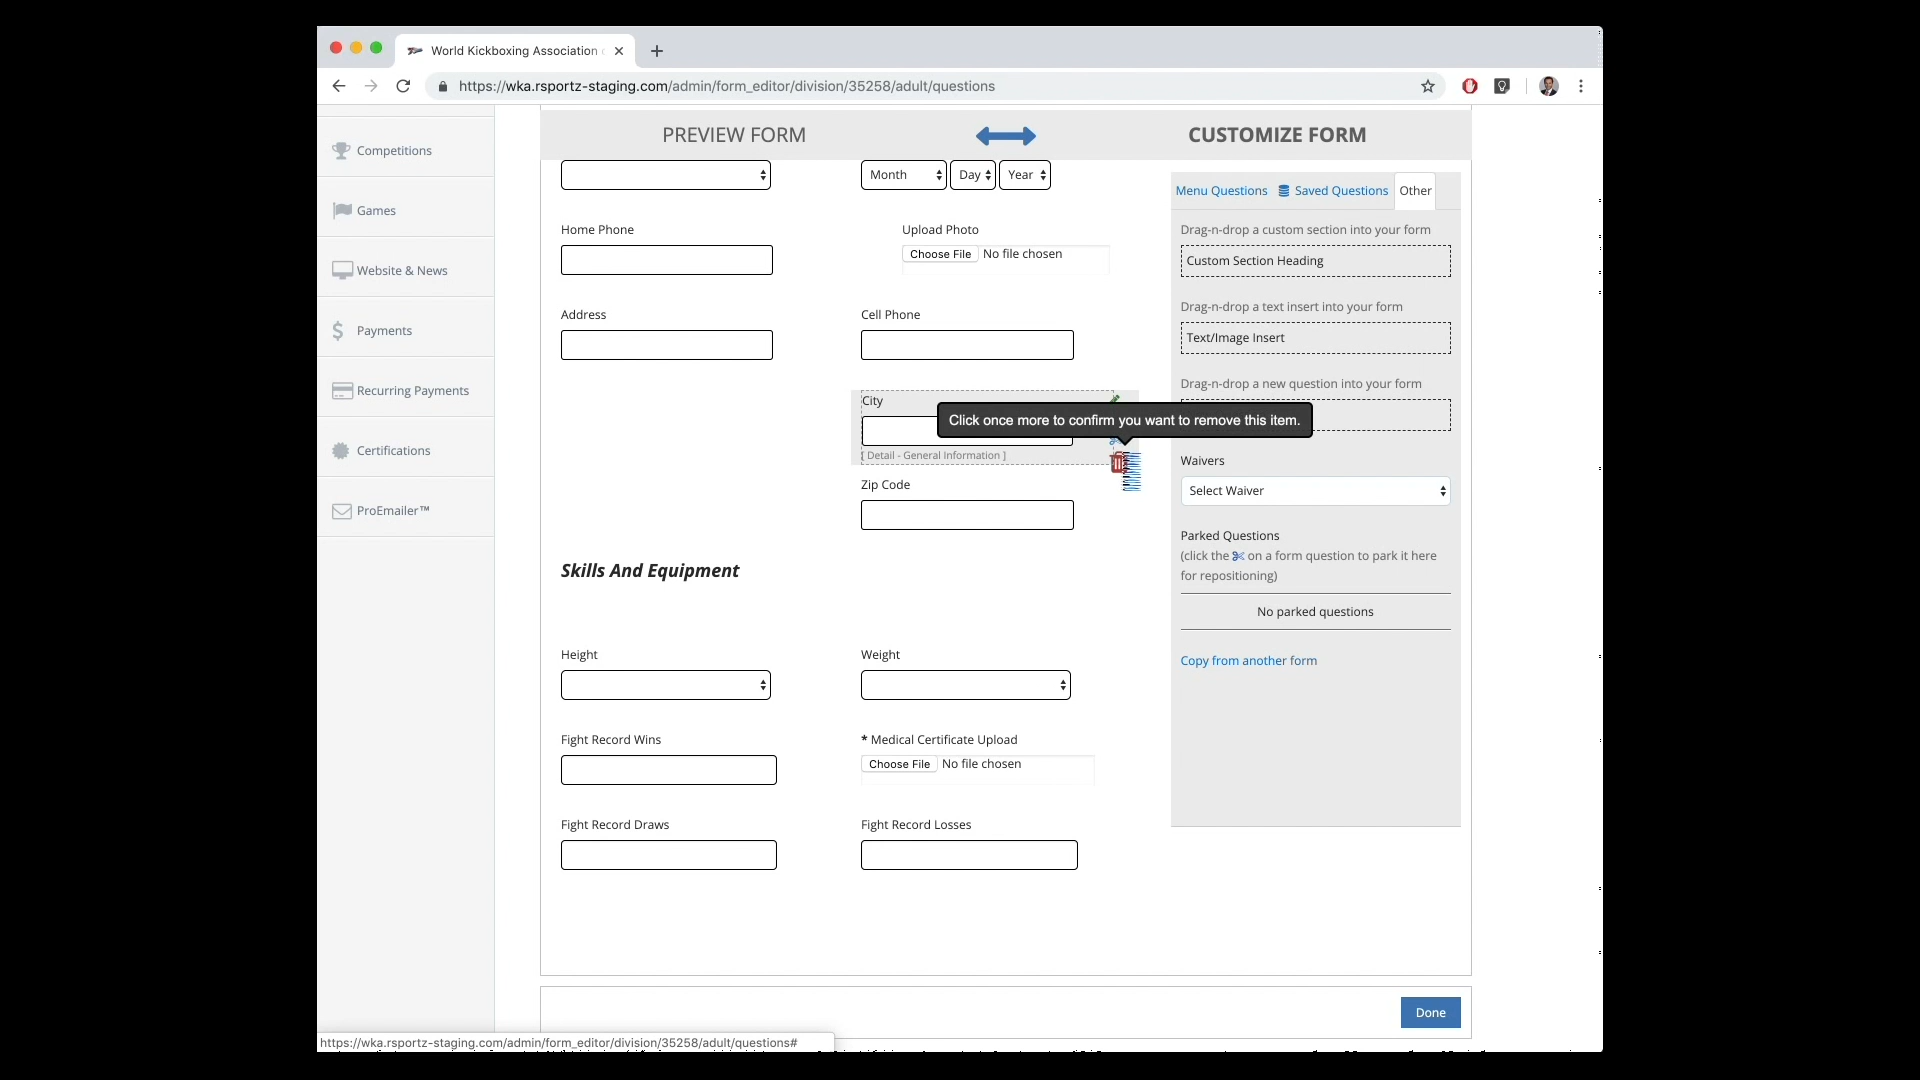 World Kickboxing Association
https://wka.rsportz-staging.com/admin/form_editor/division/35258/adult/questions
Competitions
Games
Website & News
Payments
Recurring Payments
Certifications
ProEmailer™
PREVIEW FORM
CUSTOMIZE FORM
Month
Day
Year
Home Phone
Upload Photo
Choose File No file chosen
Address
Cell Phone
City
Click once more to confirm you want to remove this item.
[ Detail - General Information ]
Zip Code
Skills And Equipment
Height
Weight
Fight Record Wins
* Medical Certificate Upload
Choose File No file chosen
Fight Record Draws
Fight Record Losses
Menu Questions
Saved Questions
Other
Drag-n-drop a custom section into your form
Custom Section Heading
Drag-n-drop a text insert into your form
Text/Image Insert
Drag-n-drop a new question into your form
Waivers
Select Waiver
Parked Questions
(click the on a form question to park it here
for repositioning)
No parked questions
Copy from another form
Done
https://wka.rsportz-staging.com/admin/form_editor/division/35258/adult/questions#